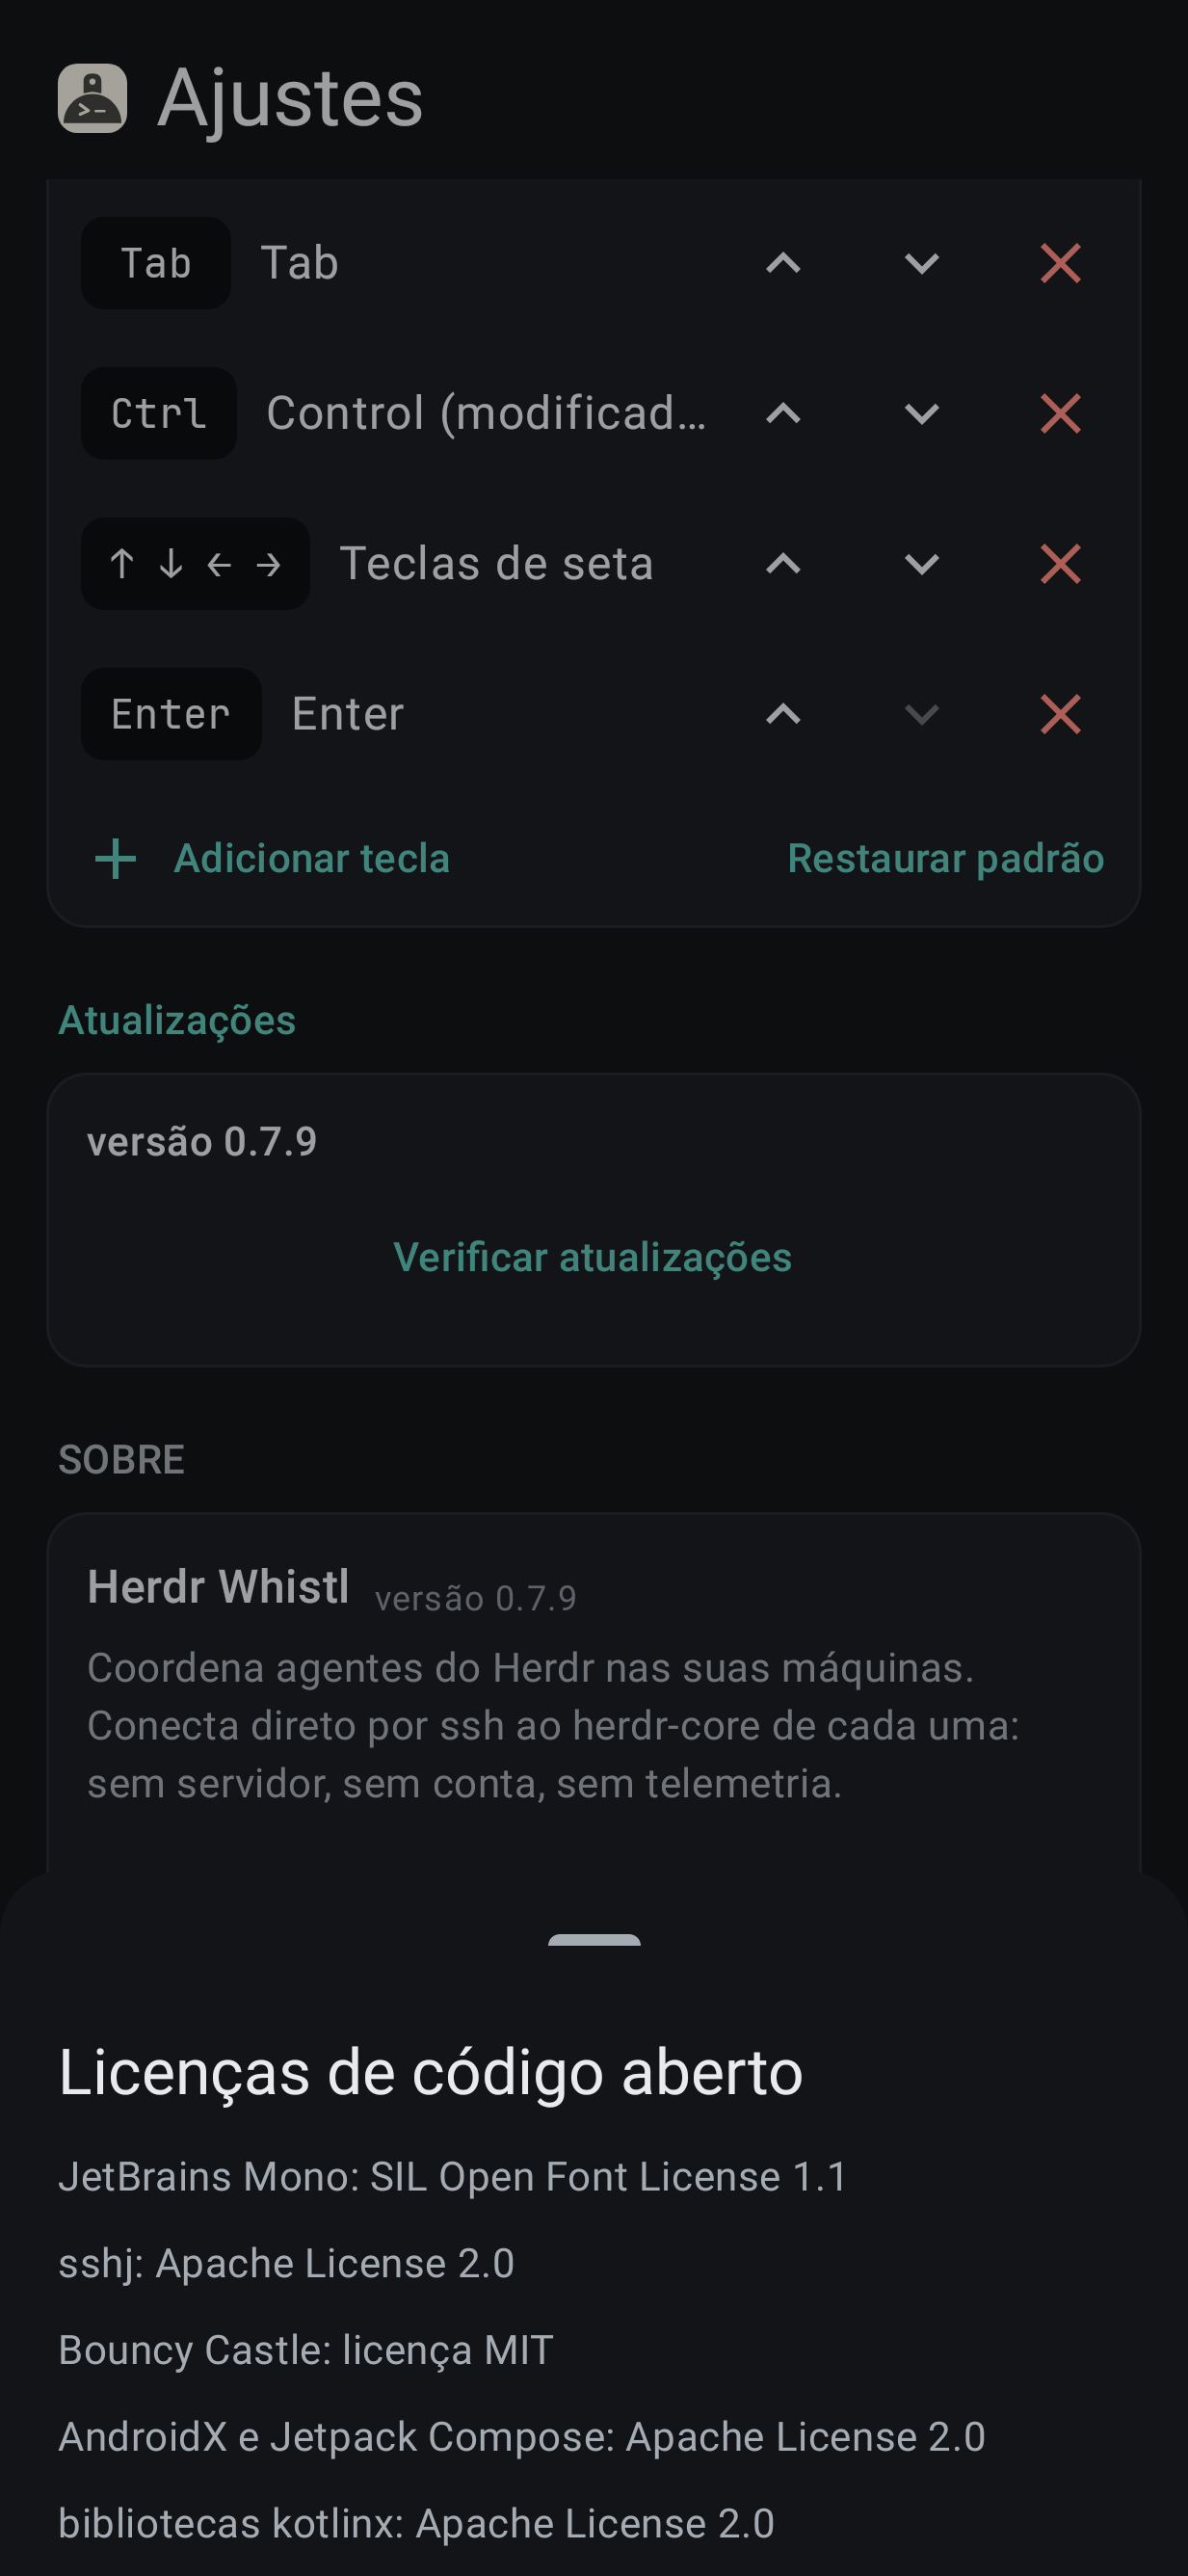 >-
Ajustes
Tab Tab
Ctrl Control (modificad...
↑ ↓ ← → Teclas de seta
Enter Enter
+ Adicionar tecla Restaurar padrão
Atualizações
versão 0.7.9
Verificar atualizações
SOBRE
Herdr Whistl versão 0.7.9
Coordena agentes do Herdr nas suas máquinas.
Conecta direto por ssh ao herdr-core de cada uma:
sem servidor, sem conta, sem telemetria.
Licenças de código aberto
JetBrains Mono: SIL Open Font License 1.1
sshj: Apache License 2.0
Bouncy Castle: licença MIT
AndroidX e Jetpack Compose: Apache License 2.0
bibliotecas kotlinx: Apache License 2.0